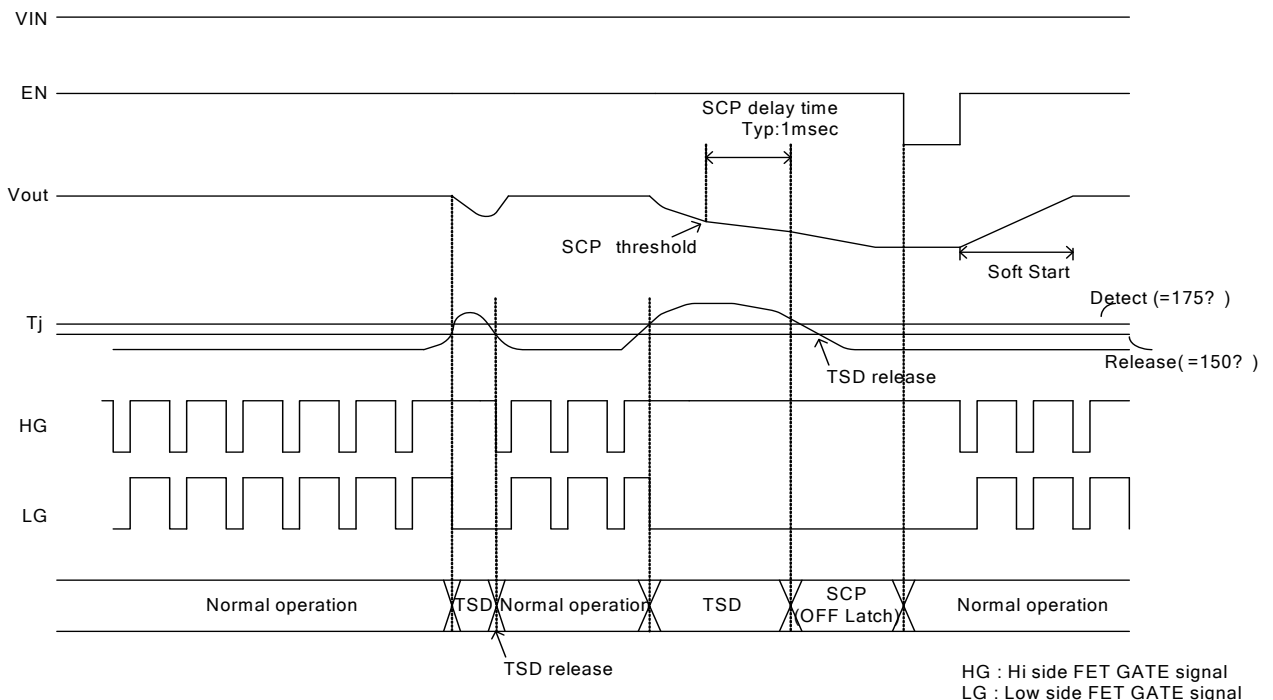 VIN
EN
SCP delay time
Typ:1msec
Vout
SCP threshold
Soft Start
Detect (=175? )
Tj
Release( =150? )
TSD release
HG
LG
Normal operation
TSD
Normal operation
TSD
SCP
(OFF Latch)
Normal operation
TSD release
HG : Hi side FET GATE signal
LG : Low side FET GATE signal